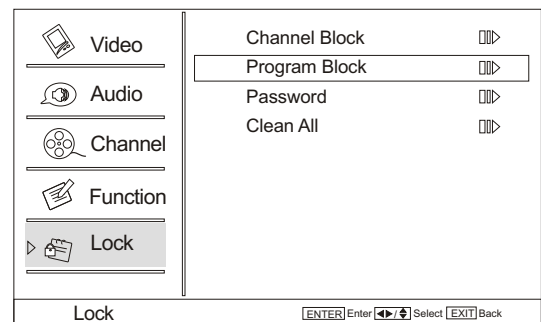 Video
Audio
Channel
Function
Lock
Channel Block
Program Block
Password
Clean All
Lock
ENTER Enter / Select EXIT Back